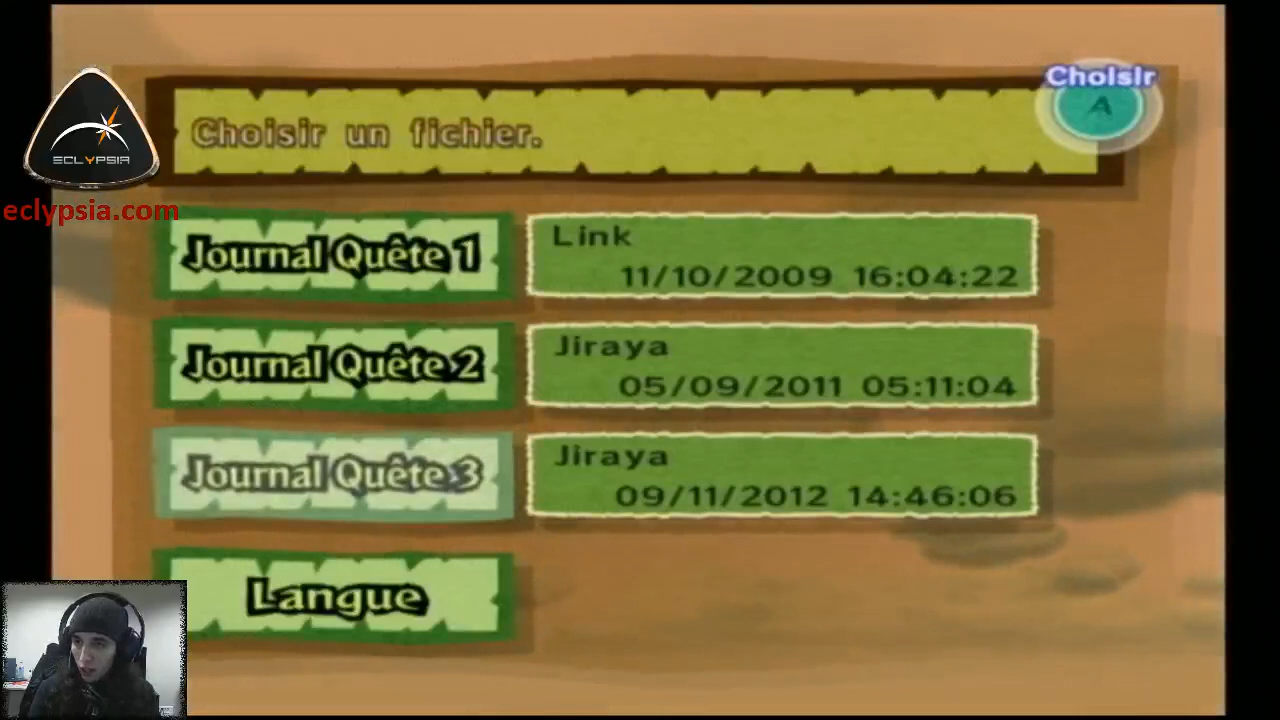 Choisir
A
Choisir un fichier.
ECLYPSIA
eclypsia.com
Journal Quête 1
Link
11/10/2009 16:04:22
Journal Quête 2
Jiraya
05/09/2011 05:11:04
Journal Quête 3
Jiraya
09/11/2012 14:46:06
Langue